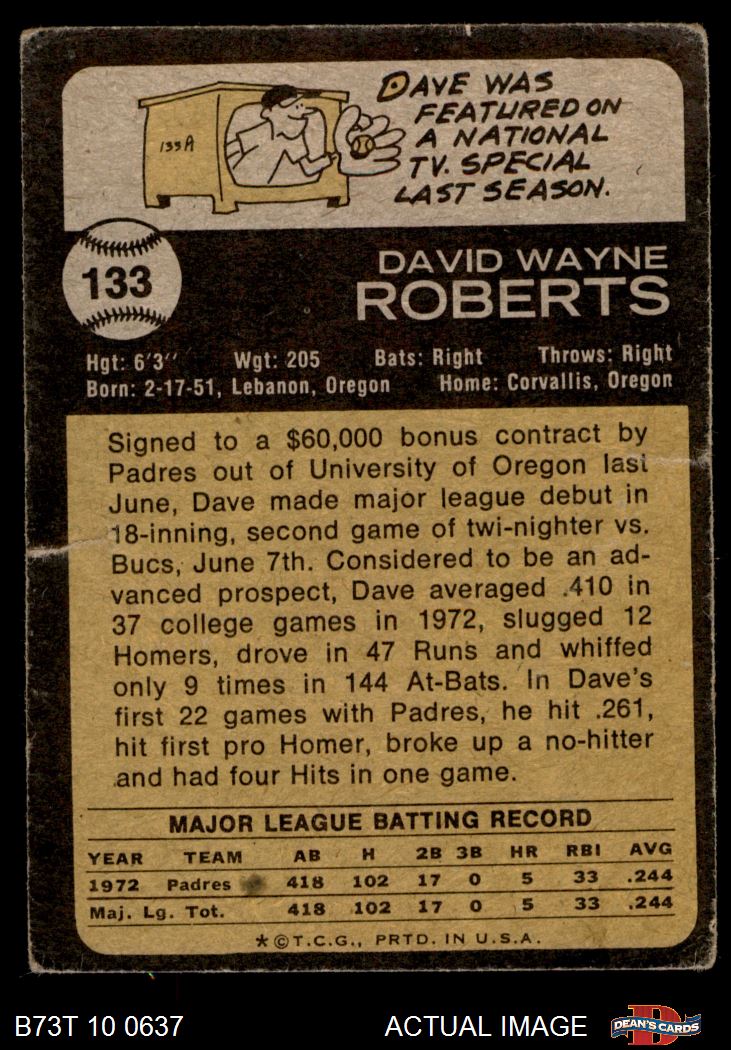 DAVE WAS
FEATURED ON
A NATIONAL
TV. SPECIAL
LAST SEASON.
133A
133
DAVID WAYNE
ROBERTS
Hgt: 6'3" Wgt: 205 Bats: Right Throws: Right
Born: 2-17-51, Lebanon, Oregon Home: Corvallis, Oregon
Signed to a $60,000 bonus contract by
Padres out of University of Oregon last
June, Dave made major league debut in
18-inning, second game of twi-nighter vs.
Bucs, June 7th. Considered to be an ad-
vanced prospect, Dave averaged .410 in
37 college games in 1972, slugged 12
Homers, drove in 47 Runs and whiffed
only 9 times in 144 At-Bats. In Dave's
first 22 games with Padres, he hit .261,
hit first pro Homer, broke up a no-hitter
and had four Hits in one game.
MAJOR LEAGUE BATTING RECORD
YEAR TEAM AB H 2B 3B HR RBI AVG
1972 Padres 418 102 17 0 5 33 .244
Maj. Lg. Tot. 418 102 17 0 5 33 .244
*©T.C.G., PRTD. IN U.S.A.
B73T 10 0637 ACTUAL IMAGE DEAN'S CARDS